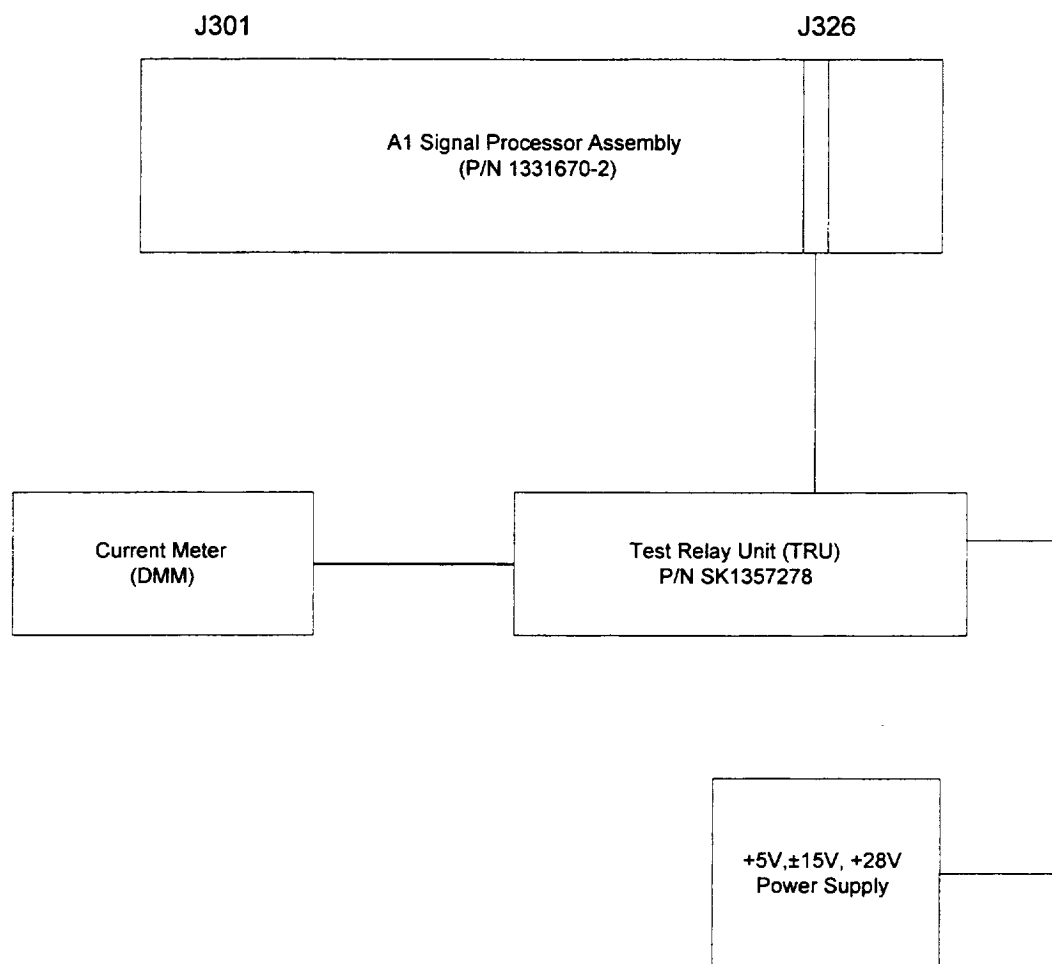 J301
J326
A1 Signal Processor Assembly
(P/N 1331670-2)
Current Meter
(DMM)
Test Relay Unit (TRU)
P/N SK1357278
+5V,±15V, +28V
Power Supply